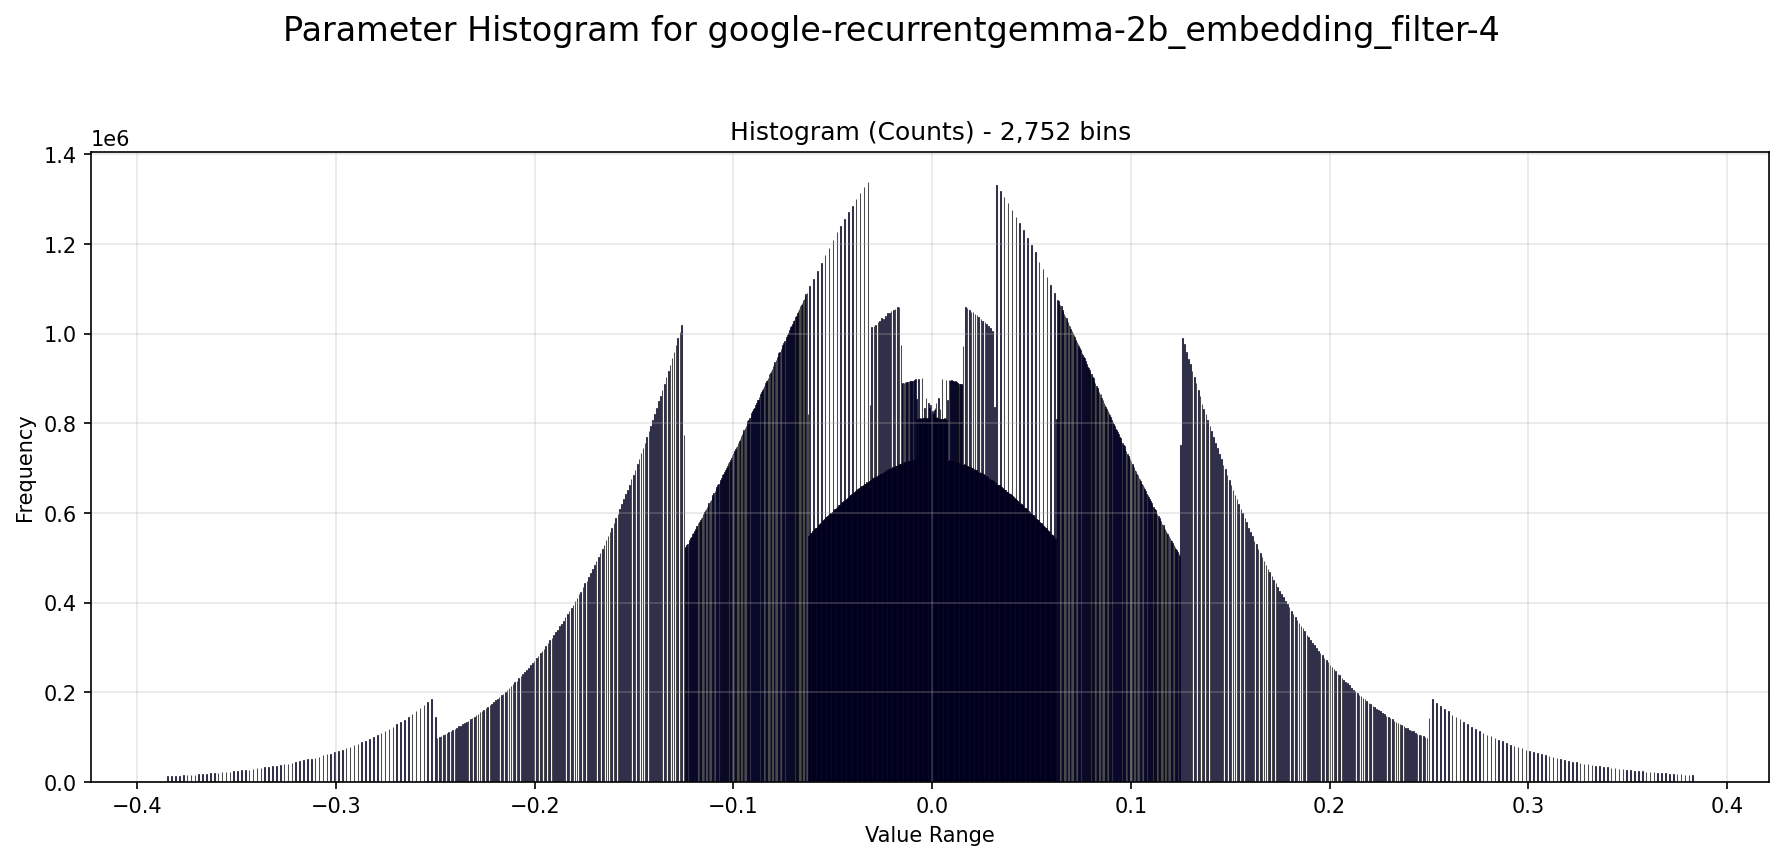 Parameter Histogram for google-recurrentgemma-2b_embedding_filter-4
Histogram (Counts) - 2,752 bins
1e6
1.4
1.2
1.0
0.8
0.6
0.4
0.2
0.0
Frequency
−0.4 −0.3 −0.2 −0.1 0.0 0.1 0.2 0.3 0.4
Value Range